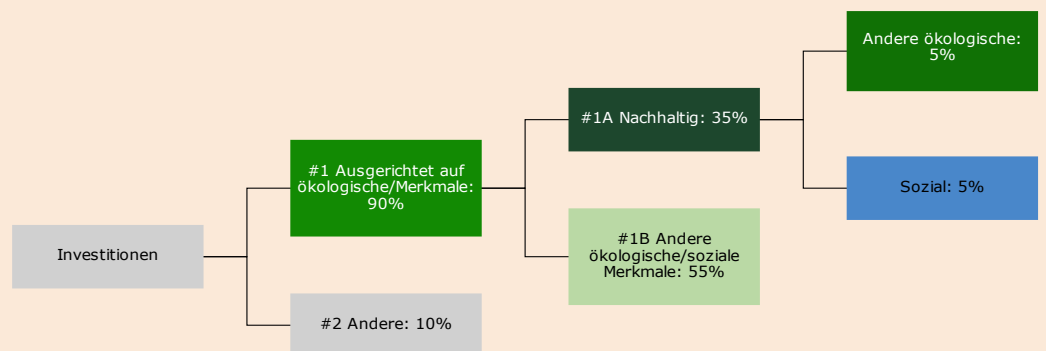 Investitionen
#1 Ausgerichtet auf
ökologische/Merkmale:
90%
#2 Andere: 10%
#1A Nachhaltig: 35%
#1B Andere
ökologische/soziale
Merkmale: 55%
Andere ökologische:
5%
Sozial: 5%